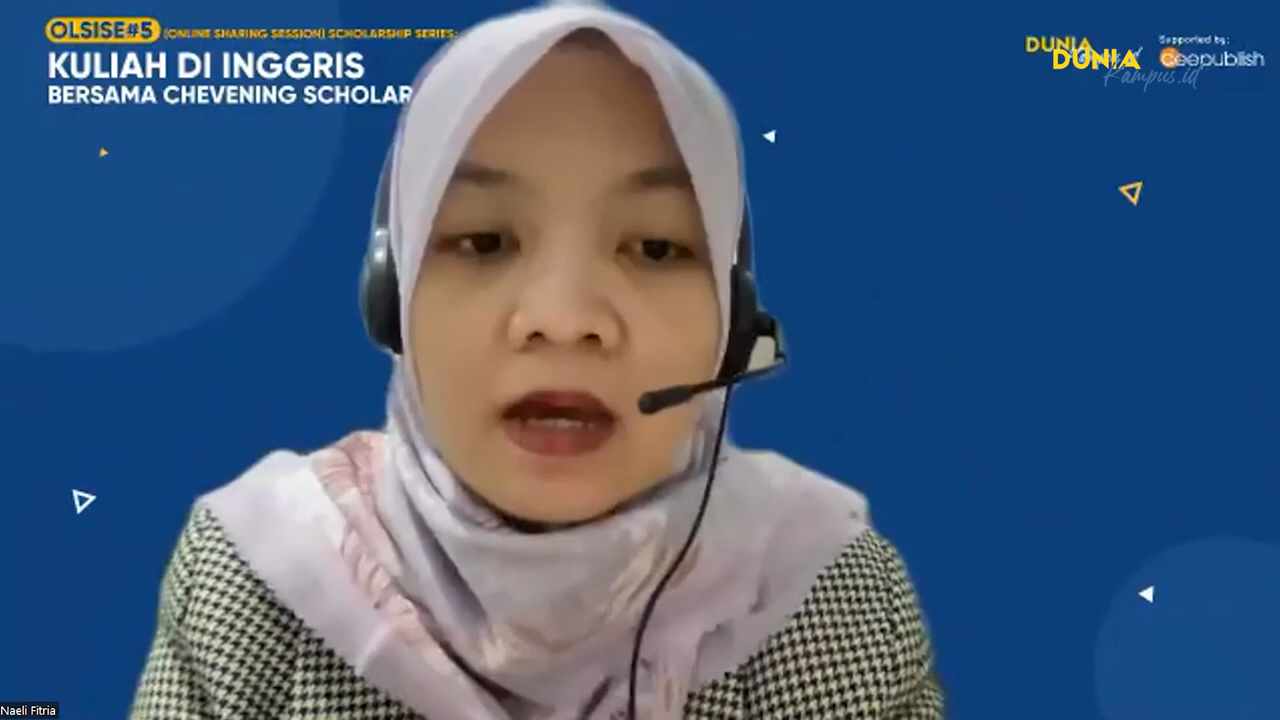 OLSISE#5 (ONLINE SHARING SESSION) SCHOLARSHIP SERIES:
KULIAH DI INGGRIS
BERSAMA CHEVENING SCHOLAR
DUNIA
DUNIA
Kampus.id
Supported by:
deepublish
Naeli Fitria